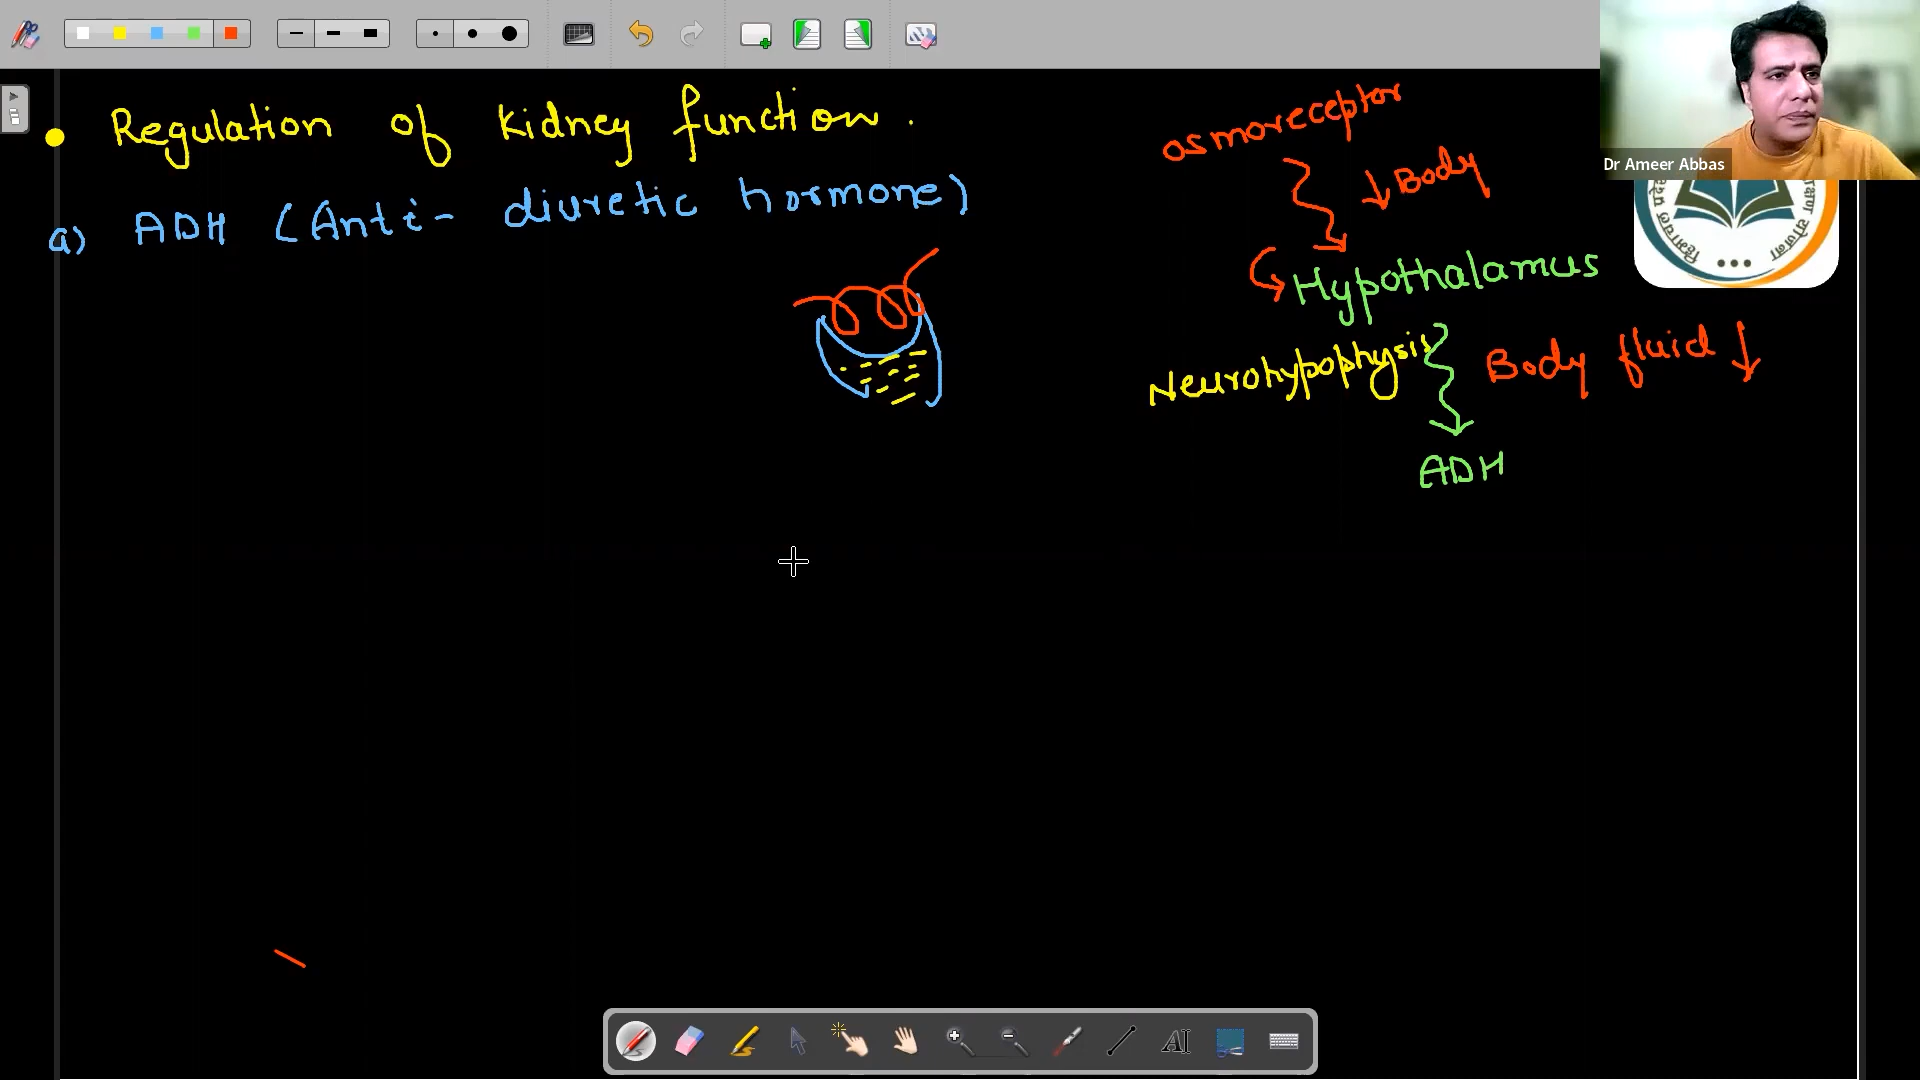 Regulation of kidney function.
a) ADH (Anti-diuretic hormone)
osmoreceptor
↓ Body
Hypothalamus
Neurohypophysis
Body fluid ↓
ADH
Dr Ameer Abbas